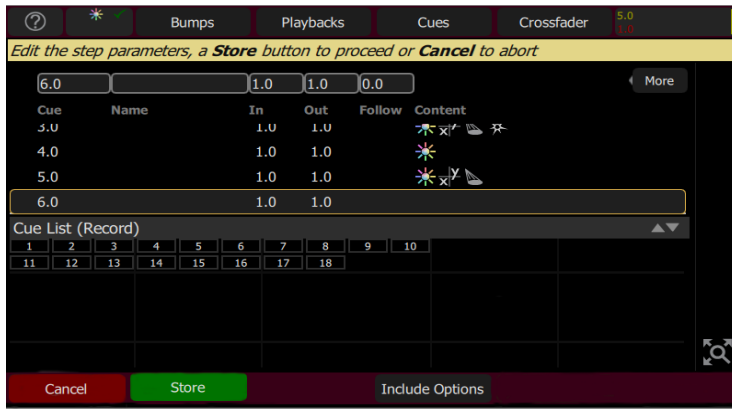 ? Bumps Playbacks Cues Crossfader 5.0
1.0
Edit the step parameters, a Store button to proceed or Cancel to abort
6.0 1.0 1.0 0.0 More
Cue Name In Out Follow Content
3.0 1.0 1.0
4.0 1.0 1.0
5.0 1.0 1.0
6.0 1.0 1.0
Cue List (Record)
1 2 3 4 5 6 7 8 9 10
11 12 13 14 15 16 17 18
Cancel Store Include Options